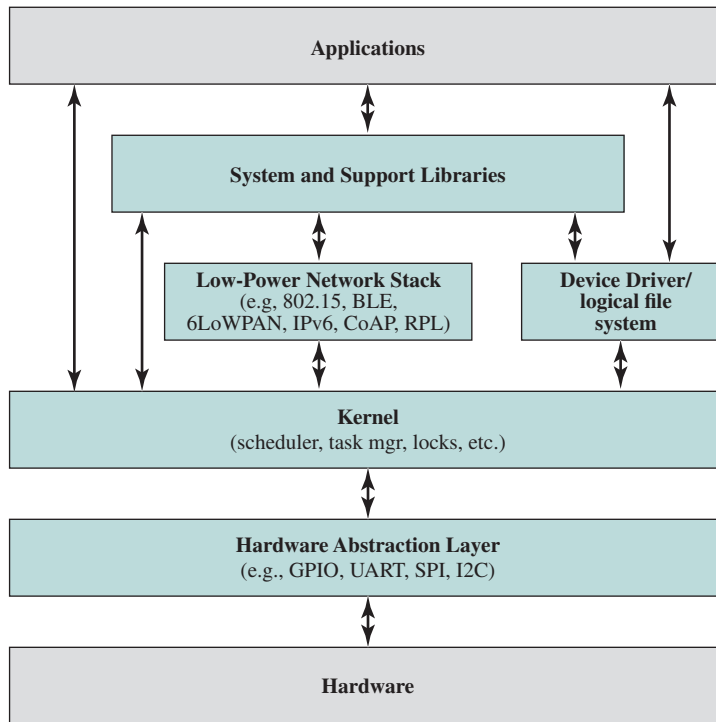 Applications
System and Support Libraries
Low-Power Network Stack
(e.g, 802.15, BLE,
6LoWPAN, IPv6, CoAP, RPL)
Device Driver/
logical file
system
Kernel
(scheduler, task mgr, locks, etc.)
Hardware Abstraction Layer
(e.g., GPIO, UART, SPI, I2C)
Hardware